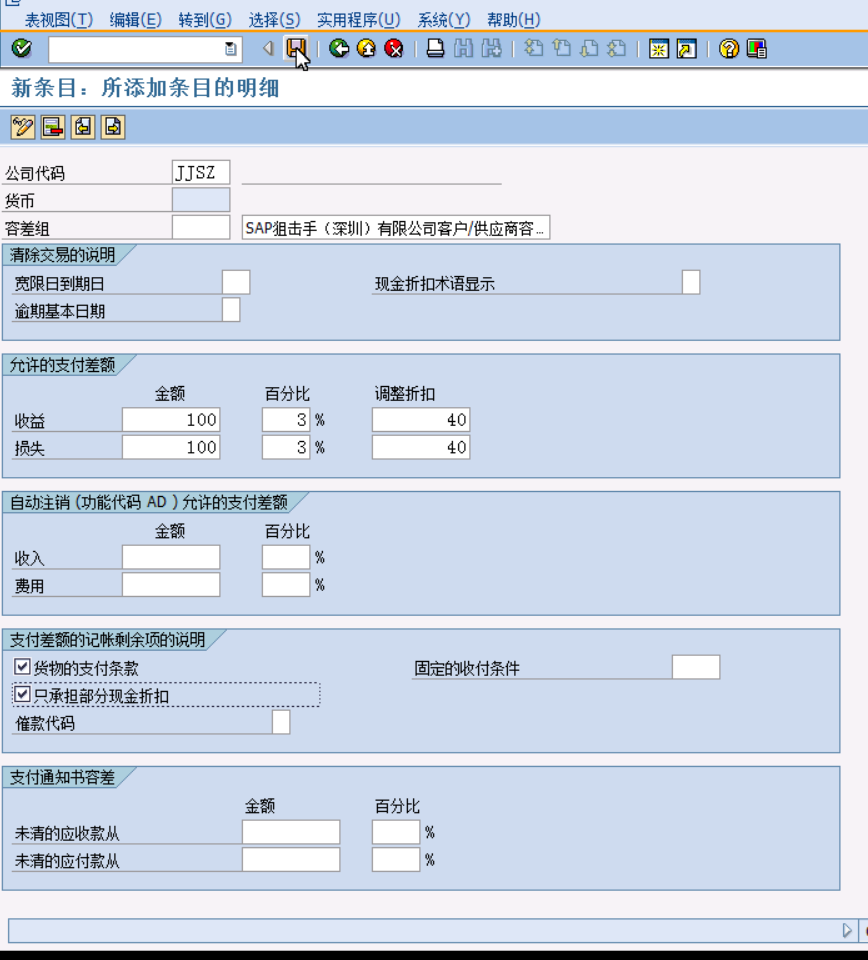 表视图(T) 编辑(E) 转到(G) 选择(S) 实用程序(U) 系统(Y) 帮助(H)
新条目：所添加条目的明细
公司代码 JJSZ
货币
容差组 SAP狙击手（深圳）有限公司客户/供应商容…
清除交易的说明
宽限日到期日 现金折扣术语显示
逾期基本日期
允许的支付差额
金额 百分比 调整折扣
收益 100 3 % 40
损失 100 3 % 40
自动注销 (功能代码 AD ) 允许的支付差额
金额 百分比
收入 %
费用 %
支付差额的记帐剩余项的说明
货物的支付条款 固定的收付条件
只承担部分现金折扣
催款代码
支付通知书容差
金额 百分比
未清的应收款从 %
未清的应付款从 %